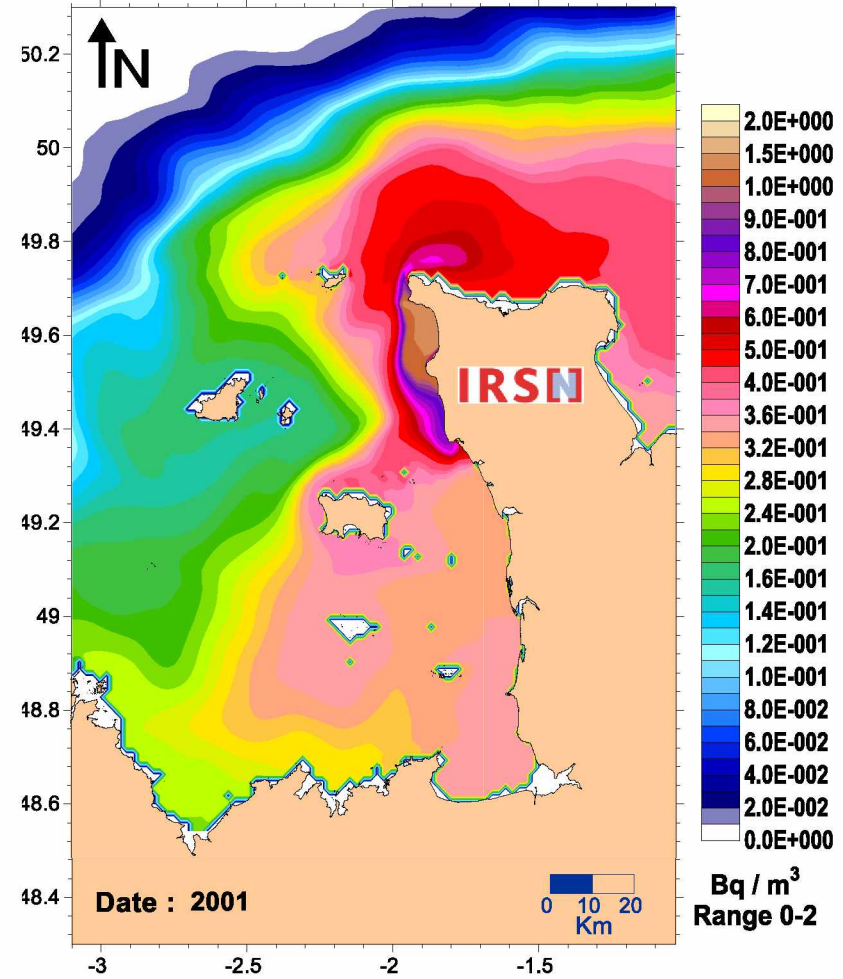 N
50.2
50
49.8
49.6
49.4
49.2
49
48.8
48.6
48.4
-3
-2.5
-2
-1.5
IRSN
Date : 2001
0 10 20
Km
2.0E+000
1.5E+000
1.0E+000
9.0E-001
8.0E-001
7.0E-001
6.0E-001
5.0E-001
4.0E-001
3.6E-001
3.2E-001
2.8E-001
2.4E-001
2.0E-001
1.6E-001
1.4E-001
1.2E-001
1.0E-001
8.0E-002
6.0E-002
4.0E-002
2.0E-002
0.0E+000
Bq / m³
Range 0-2